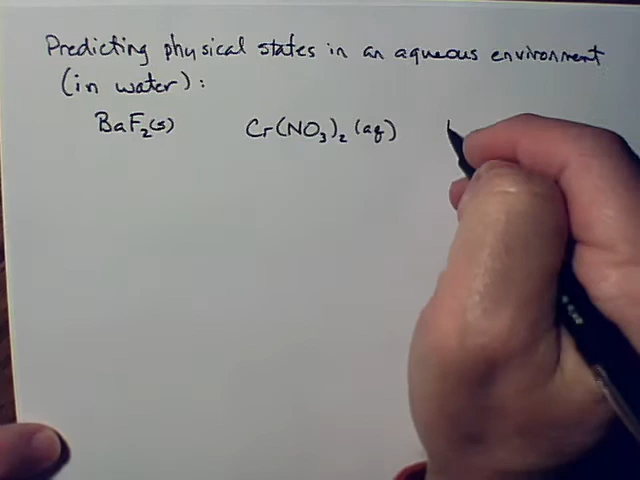 Predicting physical states in an aqueous environment
(in water):
BaF₂(s) Cr(NO₃)₂ (aq)